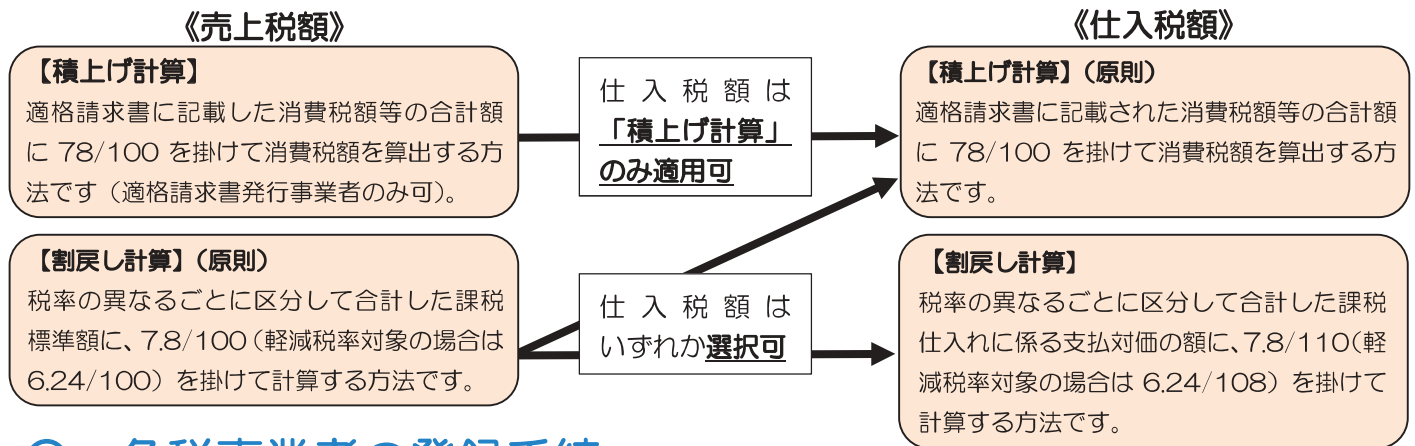 《売上税額》
【積上げ計算】
適格請求書に記載した消費税額等の合計額
に 78/100 を掛けて消費税額を算出する方
法です（適格請求書発行事業者のみ可）。
【割戻し計算】（原則）
税率の異なるごとに区分して合計した課税
標準額に、7.8/100（軽減税率対象の場合は
6.24/100）を掛けて計算する方法です。
仕入税額は
「積上げ計算」
のみ適用可
仕入税額は
いずれか選択可
《仕入税額》
【積上げ計算】（原則）
適格請求書に記載された消費税額等の合計額
に 78/100 を掛けて消費税額を算出する方
法です。
【割戻し計算】
税率の異なるごとに区分して合計した課税
仕入れに係る支払対価の額に、7.8/110（軽
減税率対象の場合は 6.24/108）を掛けて
計算する方法です。